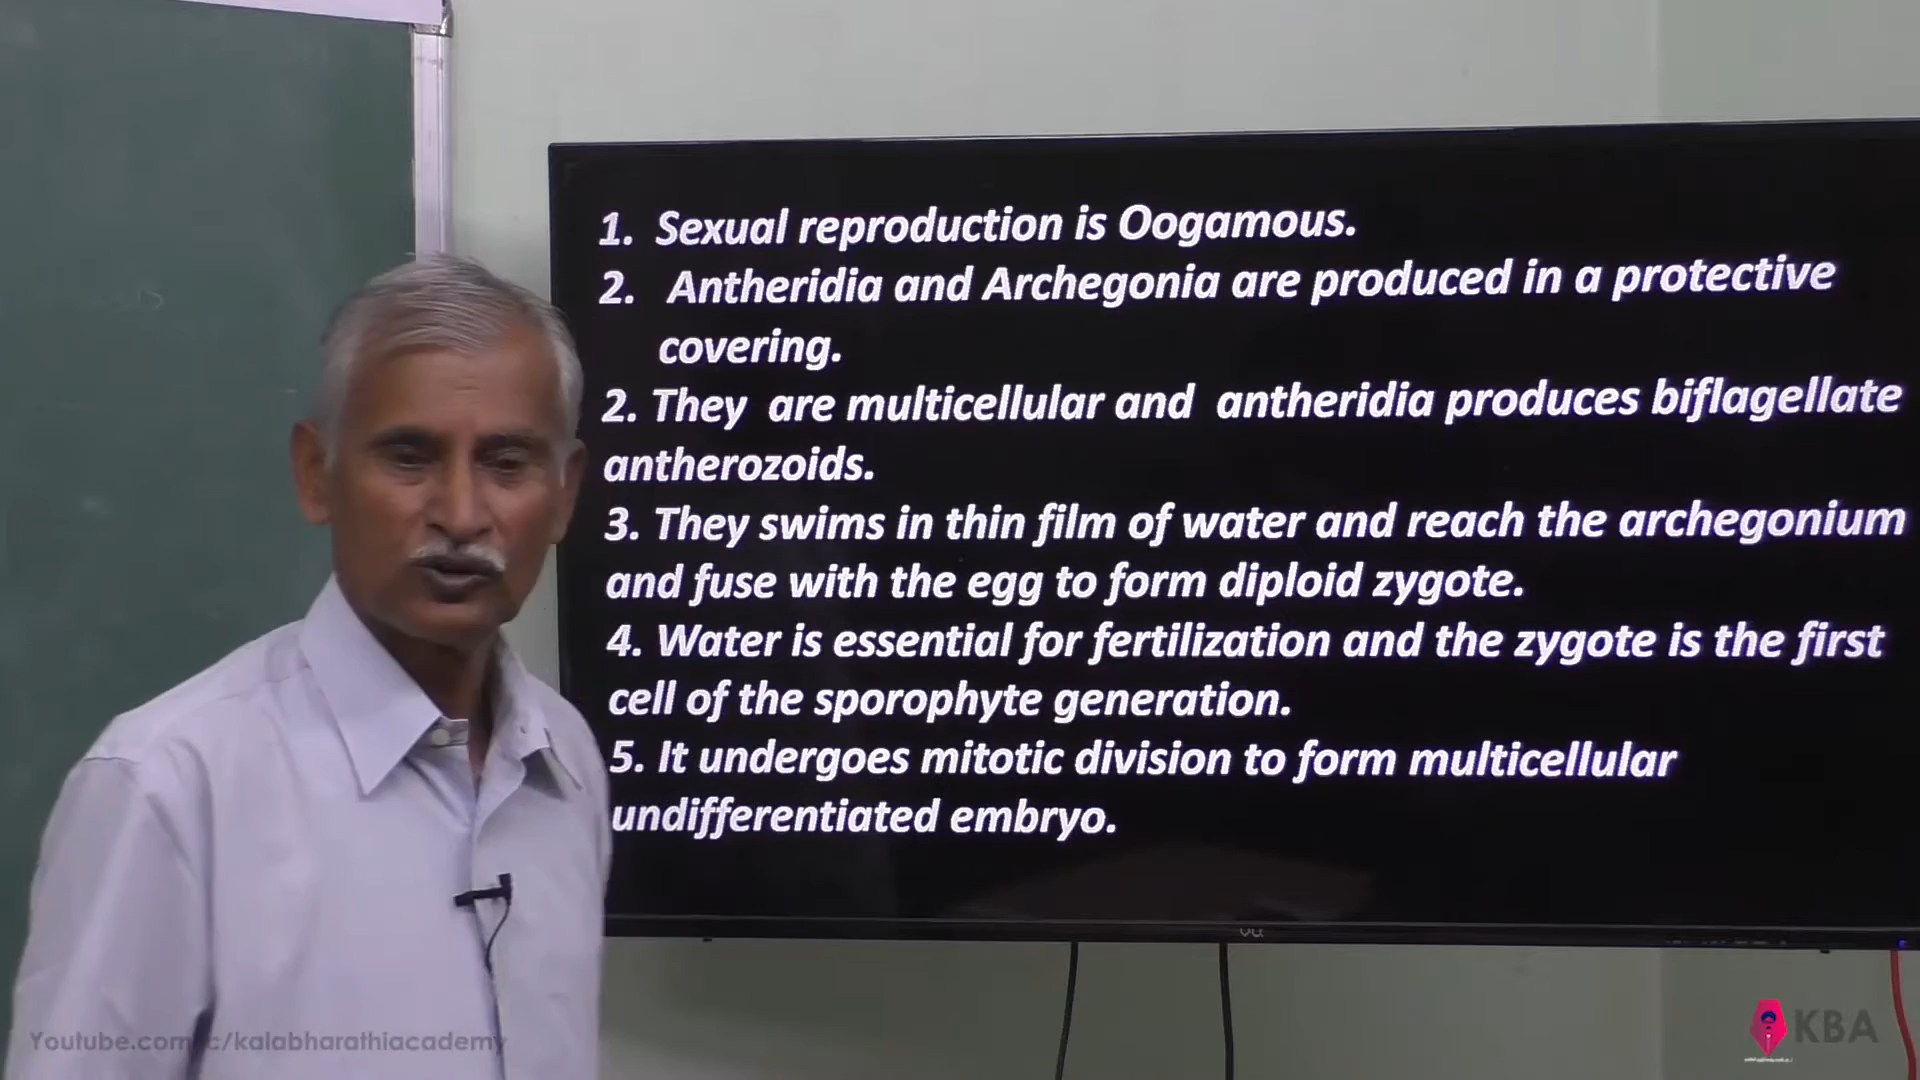 1. Sexual reproduction is Oogamous.
2. Antheridia and Archegonia are produced in a protective
covering.
2. They are multicellular and antheridia produces biflagellate
antherozoids.
3. They swims in thin film of water and reach the archegonium
and fuse with the egg to form diploid zygote.
4. Water is essential for fertilization and the zygote is the first
cell of the sporophyte generation.
5. It undergoes mitotic division to form multicellular
undifferentiated embryo.
Vu
Youtube.com/c/kalabharathiacademy
KBA